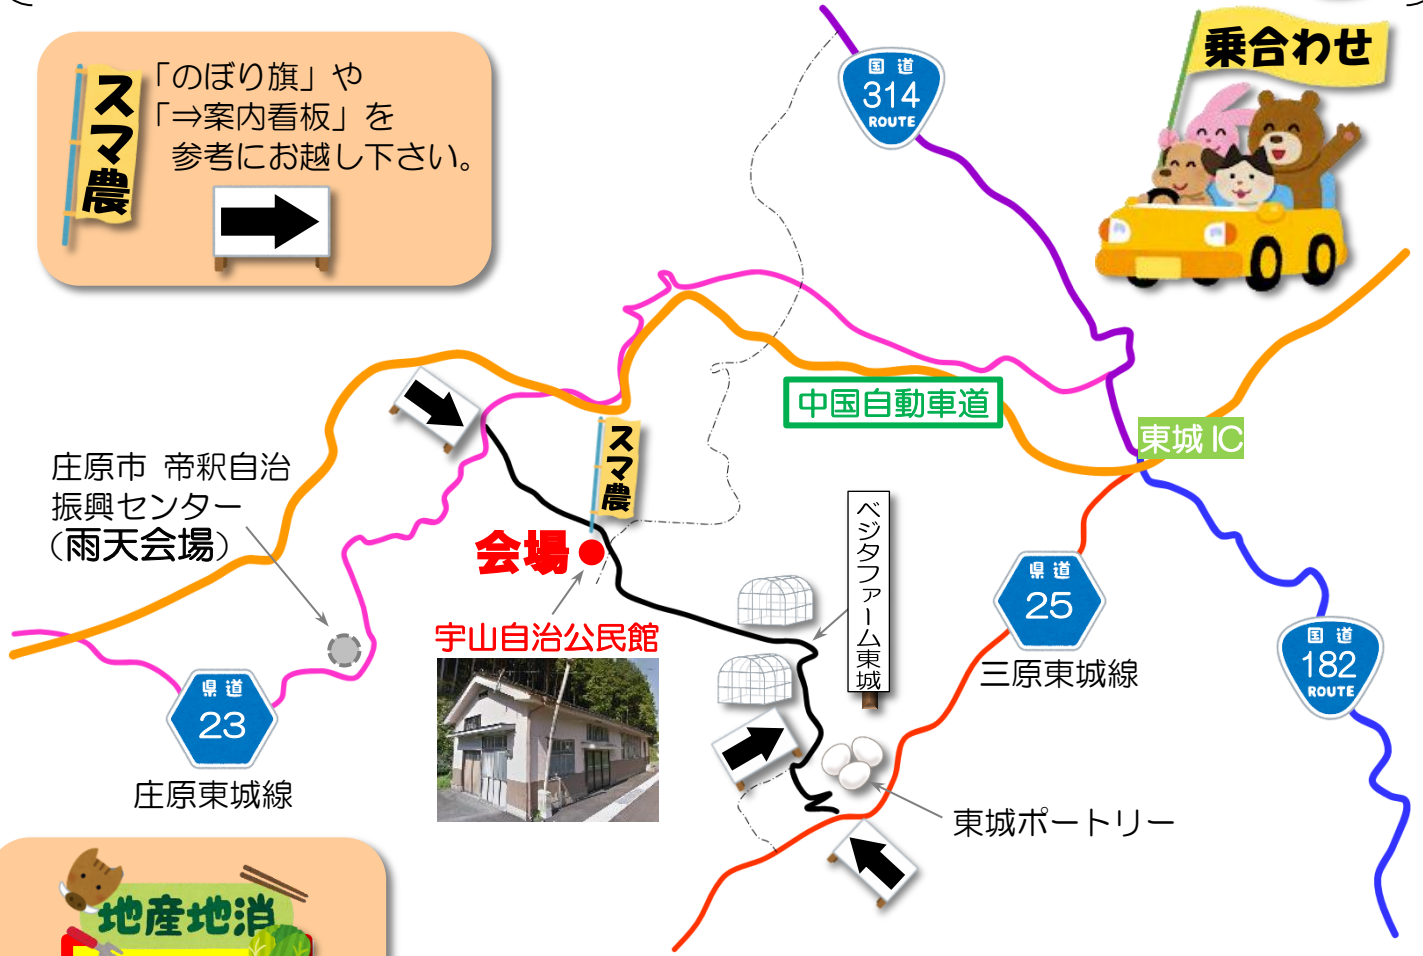 乗合わせ
スマ農
「のぼり旗」や
「⇒案内看板」を
参考にお越し下さい。
国道
314
ROUTE
中国自動車道
東城 IC
庄原市 帝釈自治
振興センター
（雨天会場）
スマ農
会場
宇山自治公民館
ベジタファーム東城
県道
25
三原東城線
国道
182
ROUTE
県道
23
庄原東城線
東城ポートリー
地産地消